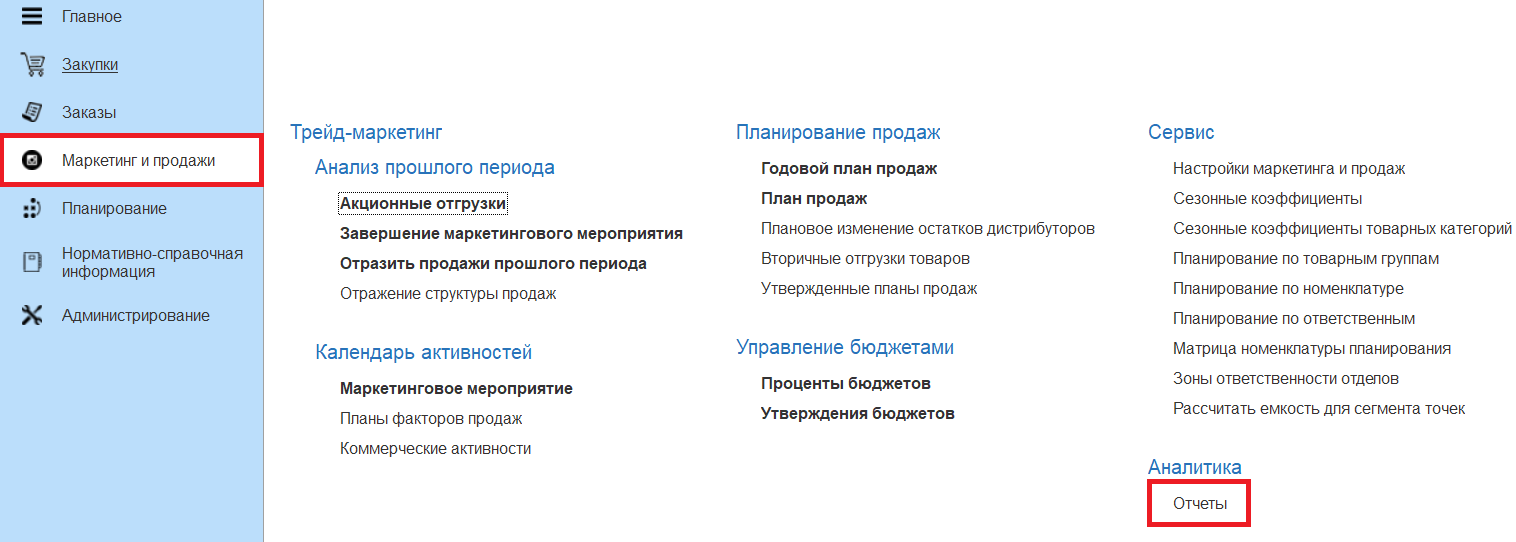 Главное
Закупки
Заказы
Маркетинг и продажи
Планирование
Нормативно-справочная
информация
Администрирование
Трейд-маркетинг
Анализ прошлого периода
Акционные отгрузки
Завершение маркетингового мероприятия
Отразить продажи прошлого периода
Отражение структуры продаж
Календарь активностей
Маркетинговое мероприятие
Планы факторов продаж
Коммерческие активности
Планирование продаж
Годовой план продаж
План продаж
Плановое изменение остатков дистрибуторов
Вторичные отгрузки товаров
Утвержденные планы продаж
Управление бюджетами
Проценты бюджетов
Утверждения бюджетов
Сервис
Настройки маркетинга и продаж
Сезонные коэффициенты
Сезонные коэффициенты товарных категорий
Планирование по товарным группам
Планирование по номенклатуре
Планирование по ответственным
Матрица номенклатуры планирования
Зоны ответственности отделов
Рассчитать емкость для сегмента точек
Аналитика
Отчеты